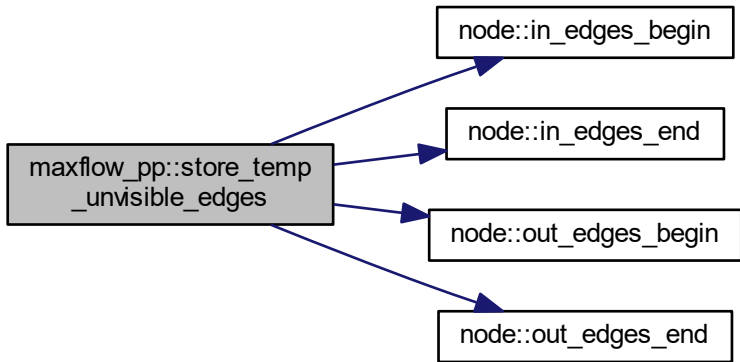 node::in_edges_begin
node::in_edges_end
maxflow_pp::store_temp
_unvisible_edges
node::out_edges_begin
node::out_edges_end